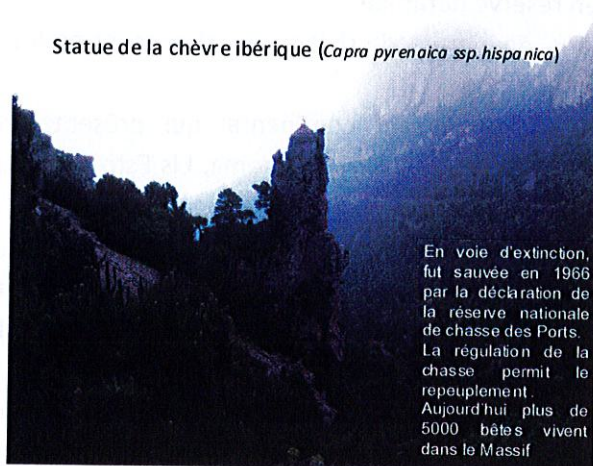 Statue de la chèvre ibérique (Capra pyrenaica ssp. hispanica)
En voie d'extinction,
fut sauvée en 1966
par la déclaration de
la réserve nationale
de chasse des Ports.
La régulation de la
chasse permit le
repeuplement.
Aujourd'hui plus de
5000 bêtes vivent
dans le Massif